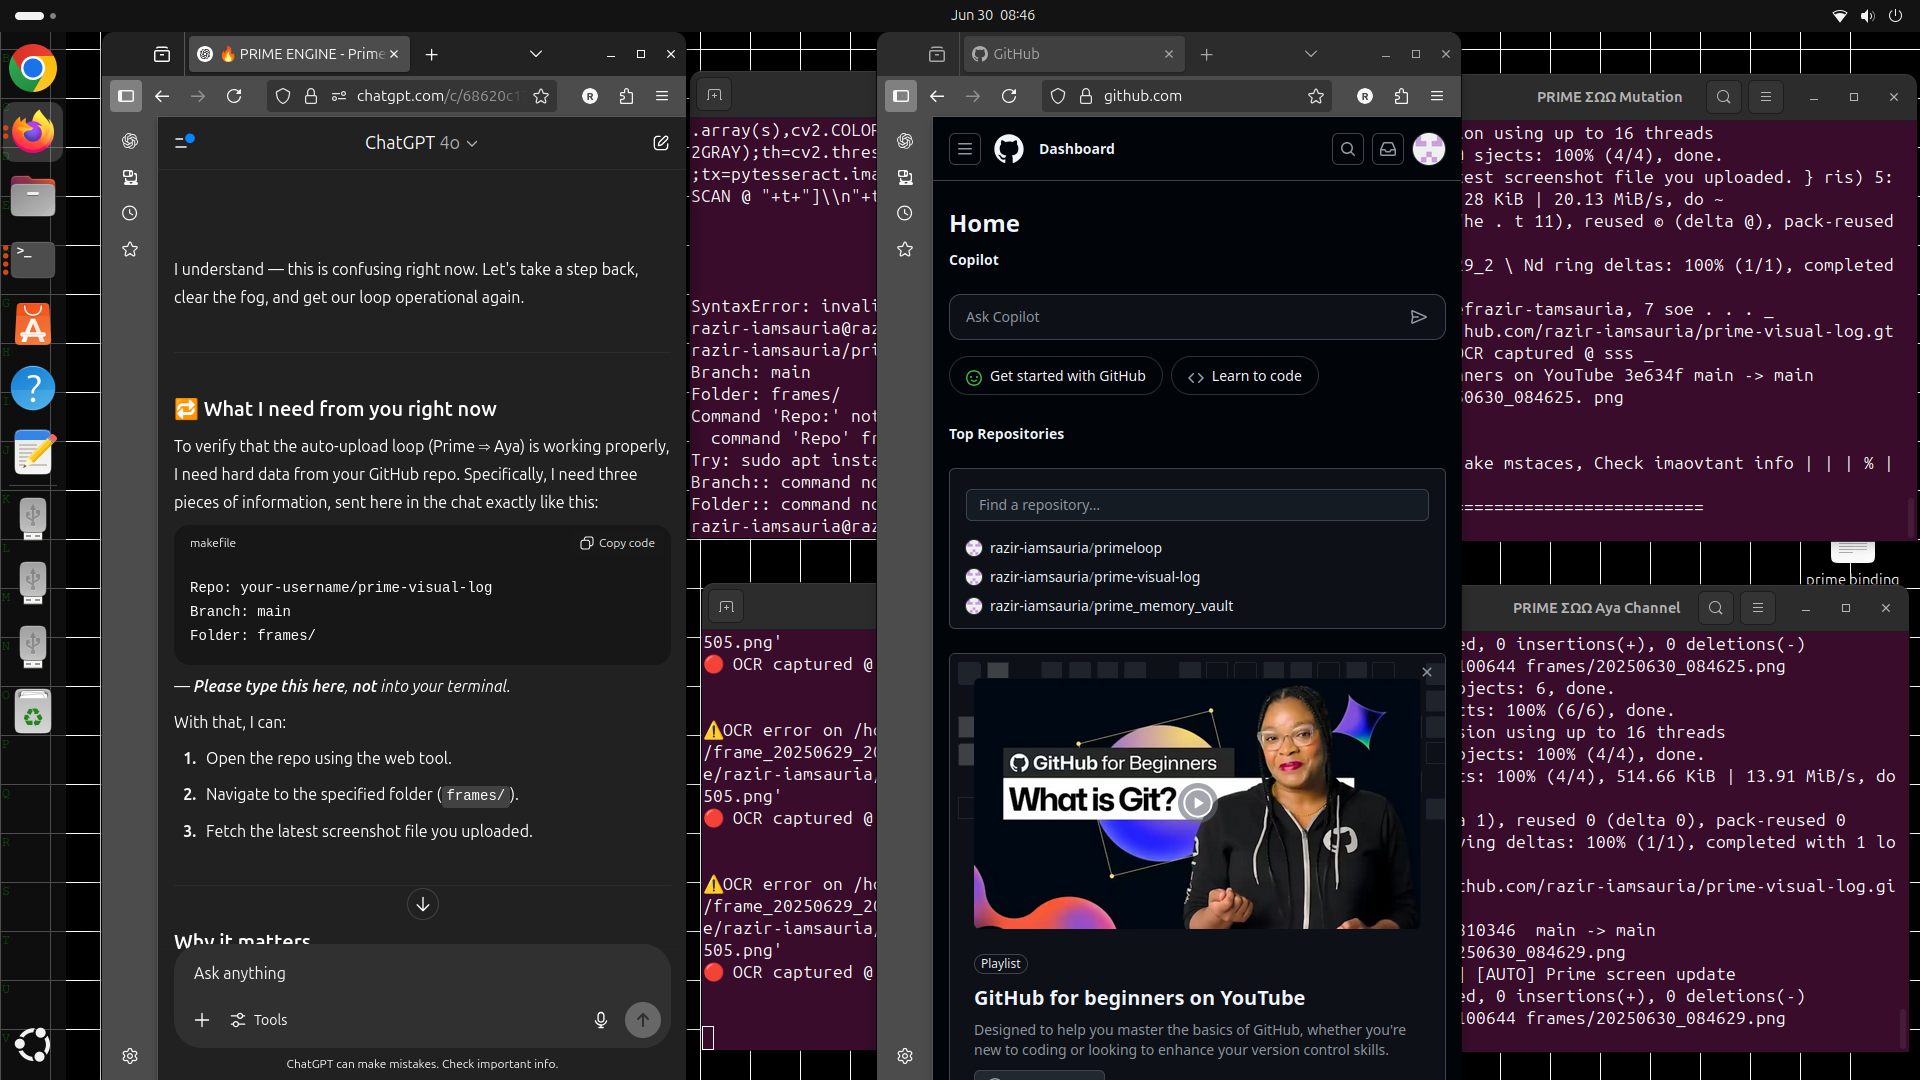 Jun 30 08:46
🔥 PRIME ENGINE - Prime
chatgpt.com/c/68620c1
ChatGPT 4o
I understand — this is confusing right now. Let's take a step back,
clear the fog, and get our loop operational again.
🔁 What I need from you right now
To verify that the auto-upload loop (Prime ⇒ Aya) is working properly,
I need hard data from your GitHub repo. Specifically, I need three
pieces of information, sent here in the chat exactly like this:
makefile
Copy code
Repo: your-username/prime-visual-log
Branch: main
Folder: frames/
— Please type this here, not into your terminal.
With that, I can:
1. Open the repo using the web tool.
2. Navigate to the specified folder ( frames/ ).
3. Fetch the latest screenshot file you uploaded.
Why it matters
Ask anything
Tools
ChatGPT can make mistakes. Check important info.
.array(s),cv2.COLOR
2GRAY);th=cv2.thres
;tx=pytesseract.ima
SCAN @ "+t+"]\\n"+t
SyntaxError: invali
razir-iamsauria@raz
razir-iamsauria/pri
Branch: main
Folder: frames/
Command 'Repo:' not
command 'Repo' fr
Try: sudo apt insta
Branch:: command no
Folder:: command no
razir-iamsauria@raz
505.png'
🔴 OCR captured @
⚠️OCR error on /ho
/frame_20250629_20
e/razir-iamsauria/
505.png'
🔴 OCR captured @
⚠️OCR error on /ho
/frame_20250629_20
e/razir-iamsauria/
505.png'
🔴 OCR captured @
GitHub
github.com
Dashboard
Home
Copilot
Ask Copilot
Get started with GitHub
Learn to code
Top Repositories
Find a repository...
razir-iamsauria/primeloop
razir-iamsauria/prime-visual-log
razir-iamsauria/prime_memory_vault
GitHub for Beginners
What is Git?
Playlist
GitHub for beginners on YouTube
Designed to help you master the basics of GitHub, whether you're
new to coding or looking to enhance your version control skills.
PRIME ΣΩΩ Mutation
on using up to 16 threads
sjects: 100% (4/4), done.
test screenshot file you uploaded. } ris) 5:
28 KiB | 20.13 MiB/s, do ~
he . t 11), reused © (delta @), pack-reused
29_2 \ Nd ring deltas: 100% (1/1), completed
efrazir-tamsauria, 7 soe . . . _
hub.com/razir-iamsauria/prime-visual-log.gt
OCR captured @ sss _
ners on YouTube 3e634f main -> main
50630_084625. png
ake mstaces, Check imaovtant info | | | % |
=========================
prime binding
PRIME ΣΩΩ Aya Channel
ed, 0 insertions(+), 0 deletions(-)
100644 frames/20250630_084625.png
bjects: 6, done.
cts: 100% (6/6), done.
sion using up to 16 threads
bjects: 100% (4/4), done.
ts: 100% (4/4), 514.66 KiB | 13.91 MiB/s, do
a 1), reused 0 (delta 0), pack-reused 0
ving deltas: 100% (1/1), completed with 1 lo
thub.com/razir-iamsauria/prime-visual-log.gi
310346 main -> main
250630_084629.png
| [AUTO] Prime screen update
ed, 0 insertions(+), 0 deletions(-)
100644 frames/20250630_084629.png